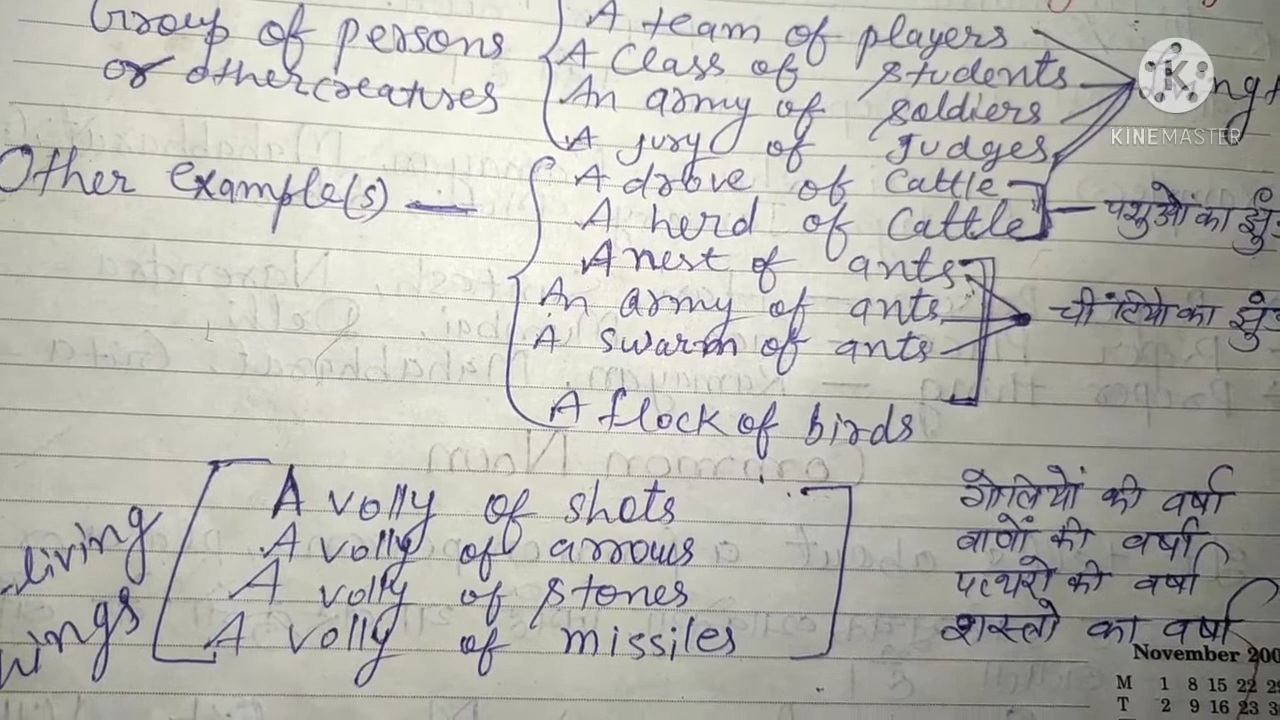 Group of persons
or other creatures
A team of players
A Class of students
An army of soldiers
A jury of Judges
KINEMASTER
Other example(s) —
A drove of Cattle
A herd of Cattle
पशुओं का झुं
A nest of ants
An army of ants
A swarm of ants
चींटियो का झुं
A flock of birds
living
A volly of shots
A volly of arrows
A volly of stones
A volly of missiles
गोलियों की वर्षा
वाणों की वर्षा
पत्थरो की वर्षा
शस्त्रो का वर्षा
November 200
M 1 8 15 22 29
T 2 9 16 23 3